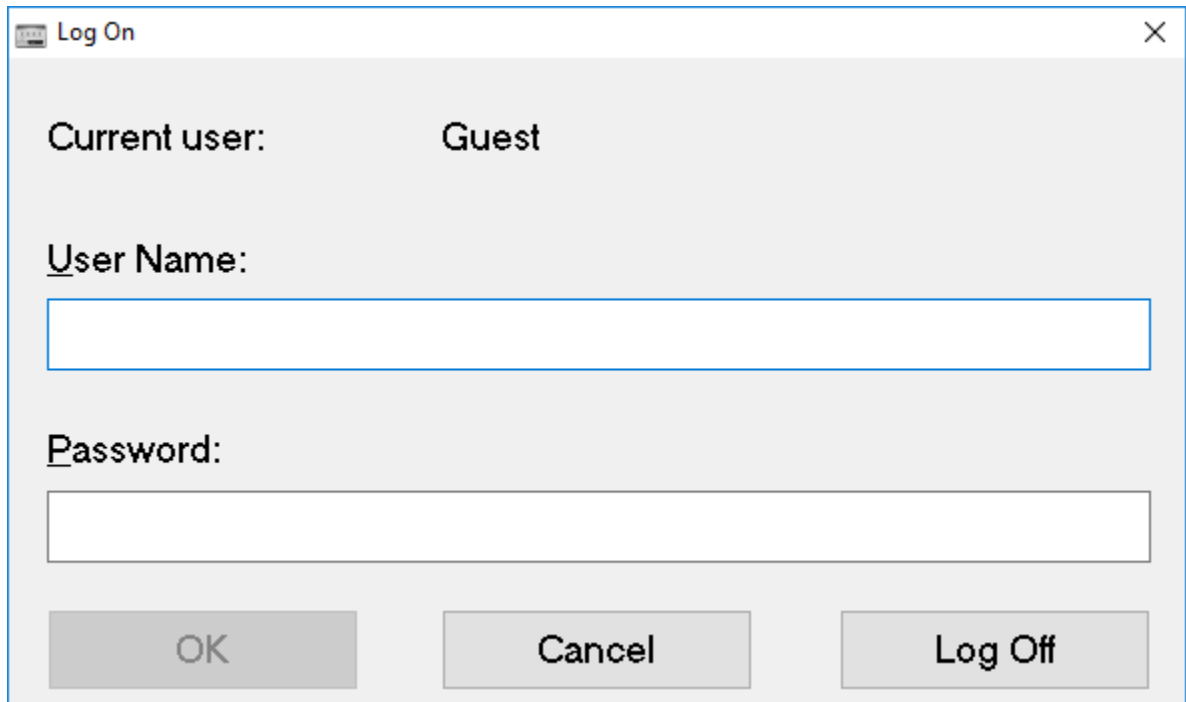 Log On
Current user: Guest
User Name:
Password:
OK Cancel Log Off